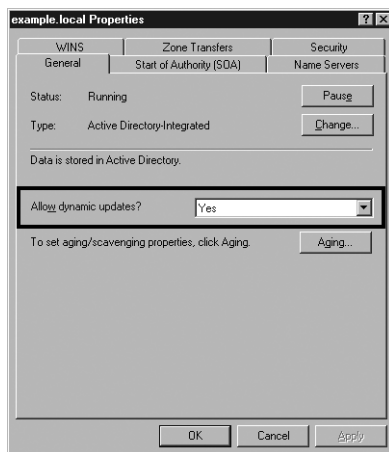 example.local Properties
WINS Zone Transfers Security
General Start of Authority (SOA) Name Servers
Status: Running Pause
Type: Active Directory-Integrated Change...
Data is stored in Active Directory.
Allow dynamic updates? Yes
To set aging/scavenging properties, click Aging. Aging...
OK Cancel Apply